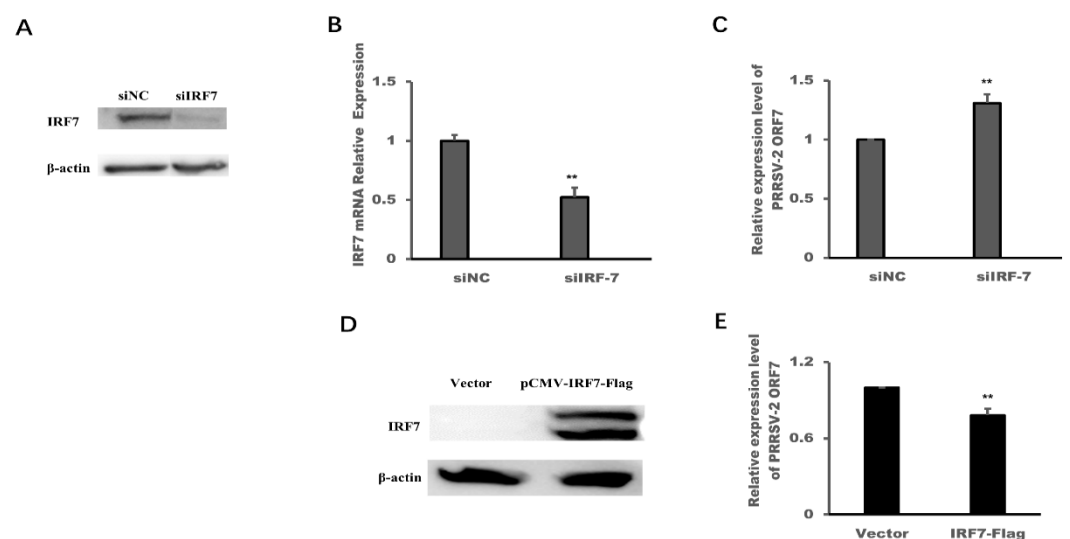 A
siNC siIRF7
IRF7
β-actin
B
IRF7 mRNA Relative Expression
1.5
1
0.5
0
**
siNC siIRF-7
C
Relative expression level of
PRRSV-2 ORF7
1.5
1
0.5
0
**
siNC siIRF-7
D
Vector pCMV-IRF7-Flag
IRF7
β-actin
E
Relative expression level
of PRRSV-2 ORF7
1.2
0.6
0
**
Vector IRF7-Flag